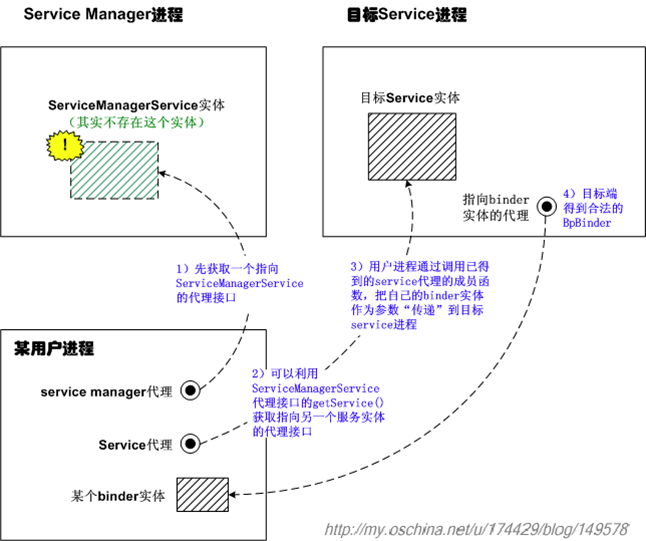 Service Manager进程
目标Service进程
ServiceManagerService实体
（其实不存在这个实体）
!
目标Service实体
指向binder
实体的代理
4）目标端
得到合法的
BpBinder
1）先获取一个指向
ServiceManagerService
的代理接口
3）用户进程通过调用已得
到的service代理的成员函
数，把自己的binder实体
作为参数“传递”到目标
service进程
某用户进程
service manager代理
2）可以利用
ServiceManagerService
代理接口的getService()
获取指向另一个服务实体
的代理接口
Service代理
某个binder实体
http://my.oschina.net/u/174429/blog/149578